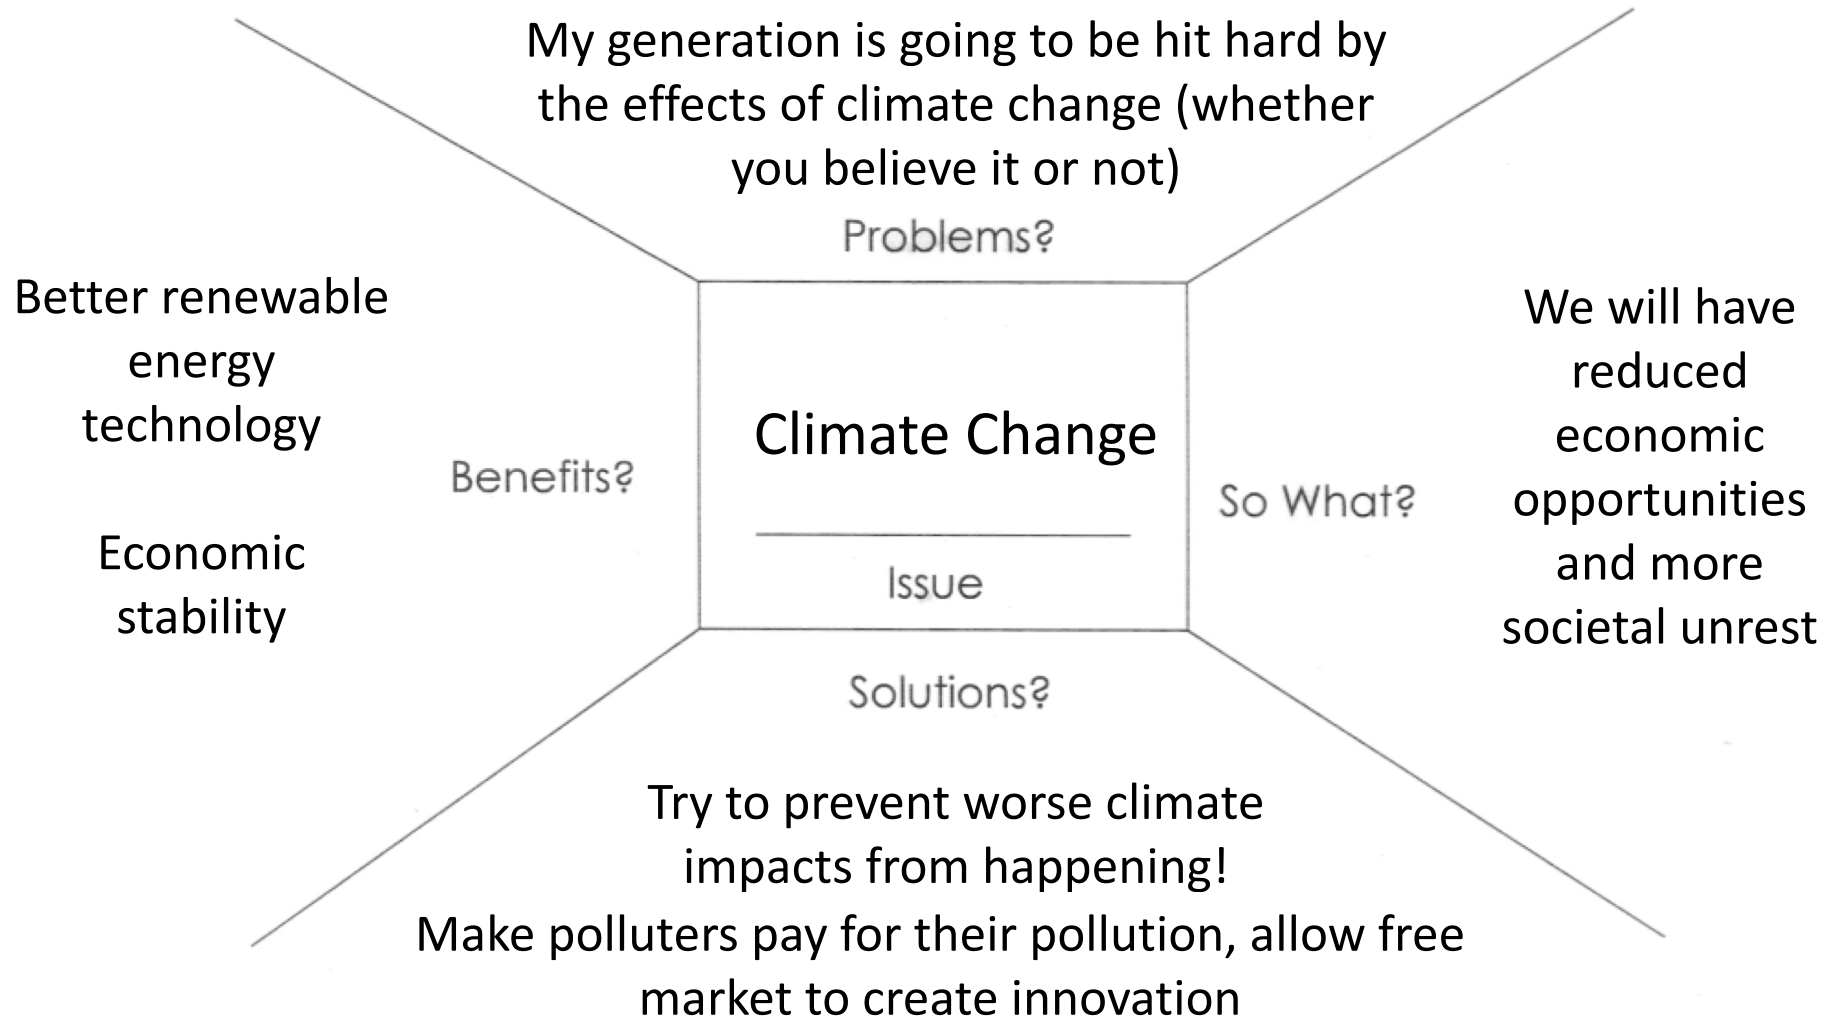 My generation is going to be hit hard by
the effects of climate change (whether
you believe it or not)
Problems?
Better renewable
energy
technology
Economic
stability
Benefits?
Climate Change
Issue
So What?
We will have
reduced
economic
opportunities
and more
societal unrest
Solutions?
Try to prevent worse climate
impacts from happening!
Make polluters pay for their pollution, allow free
market to create innovation